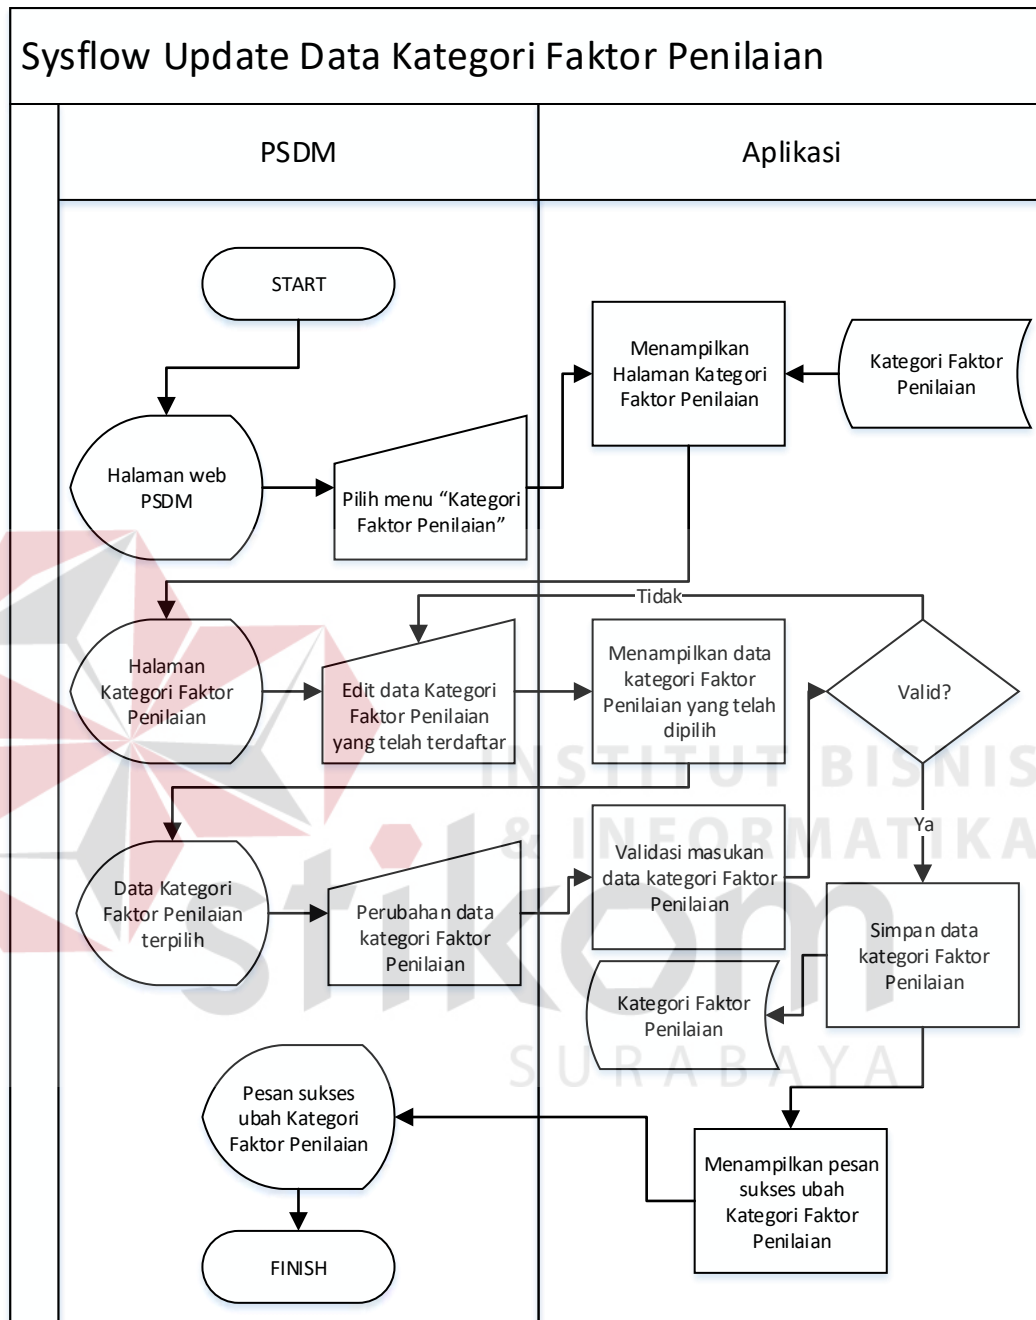 Sysflow Update Data Kategori Faktor Penilaian
PSDM
Aplikasi
START
Menampilkan
Halaman Kategori
Faktor Penilaian
Kategori Faktor
Penilaian
Halaman web
PSDM
Pilih menu “Kategori
Faktor Penilaian”
Tidak
Halaman
Kategori Faktor
Penilaian
Edit data Kategori
Faktor Penilaian
yang telah terdaftar
Menampilkan data
kategori Faktor
Penilaian yang telah
dipilih
Valid?
INSTITUT BISNIS
& INFORMATIKA
Ya
Data Kategori
Faktor Penilaian
terpilih
Perubahan data
kategori Faktor
Penilaian
Validasi masukan
data kategori Faktor
Penilaian
Simpan data
kategori Faktor
Penilaian
stikom
Kategori Faktor
Penilaian
SURABAYA
Pesan sukses
ubah Kategori
Faktor Penilaian
Menampilkan pesan
sukses ubah
Kategori Faktor
Penilaian
FINISH